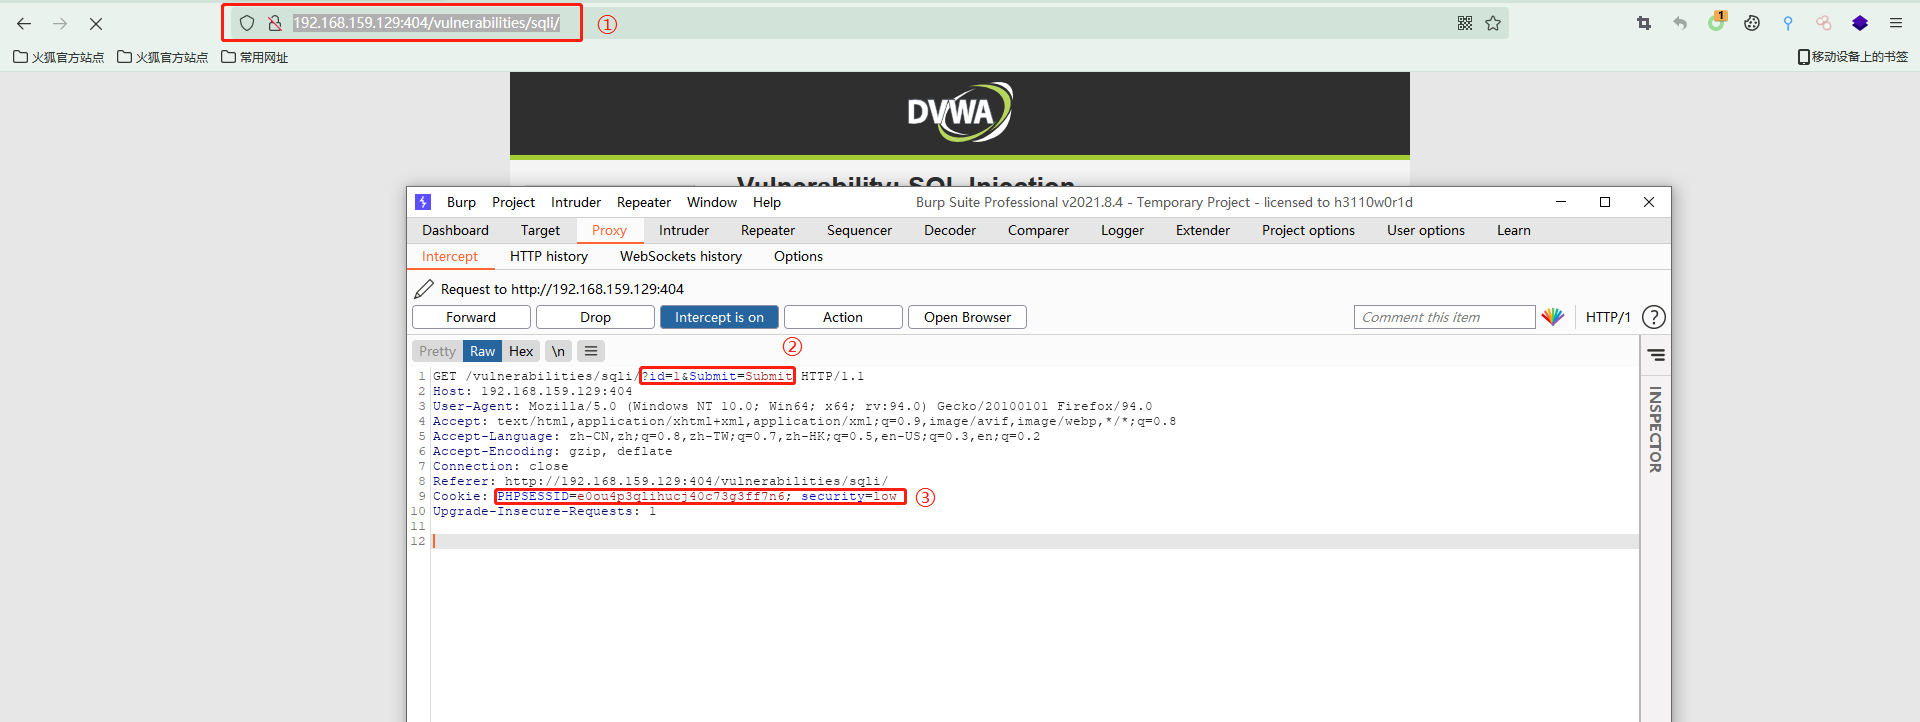 192.168.159.129:404/vulnerabilities/sqli/ ①
1
火狐官方站点 火狐官方站点 常用网址 移动设备上的书签
DVWA
Vulnerability: SQL Injection
Burp Project Intruder Repeater Window Help Burp Suite Professional v2021.8.4 - Temporary Project - licensed to h3110w0r1d
Dashboard Target Proxy Intruder Repeater Sequencer Decoder Comparer Logger Extender Project options User options Learn
Intercept HTTP history WebSockets history Options
Request to http://192.168.159.129:404
Forward Drop Intercept is on Action Open Browser Comment this item HTTP/1 ?
Pretty Raw Hex \n ②
1 GET /vulnerabilities/sqli/?id=1&Submit=Submit HTTP/1.1
2 Host: 192.168.159.129:404
3 User-Agent: Mozilla/5.0 (Windows NT 10.0; Win64; x64; rv:94.0) Gecko/20100101 Firefox/94.0
4 Accept: text/html,application/xhtml+xml,application/xml;q=0.9,image/avif,image/webp,*/*;q=0.8
5 Accept-Language: zh-CN,zh;q=0.8,zh-TW;q=0.7,zh-HK;q=0.5,en-US;q=0.3,en;q=0.2
6 Accept-Encoding: gzip, deflate
7 Connection: close
8 Referer: http://192.168.159.129:404/vulnerabilities/sqli/
9 Cookie: PHPSESSID=e0ou4p3qlihucj40c73g3ff7n6; security=low ③
10 Upgrade-Insecure-Requests: 1
11
12
INSPECTOR